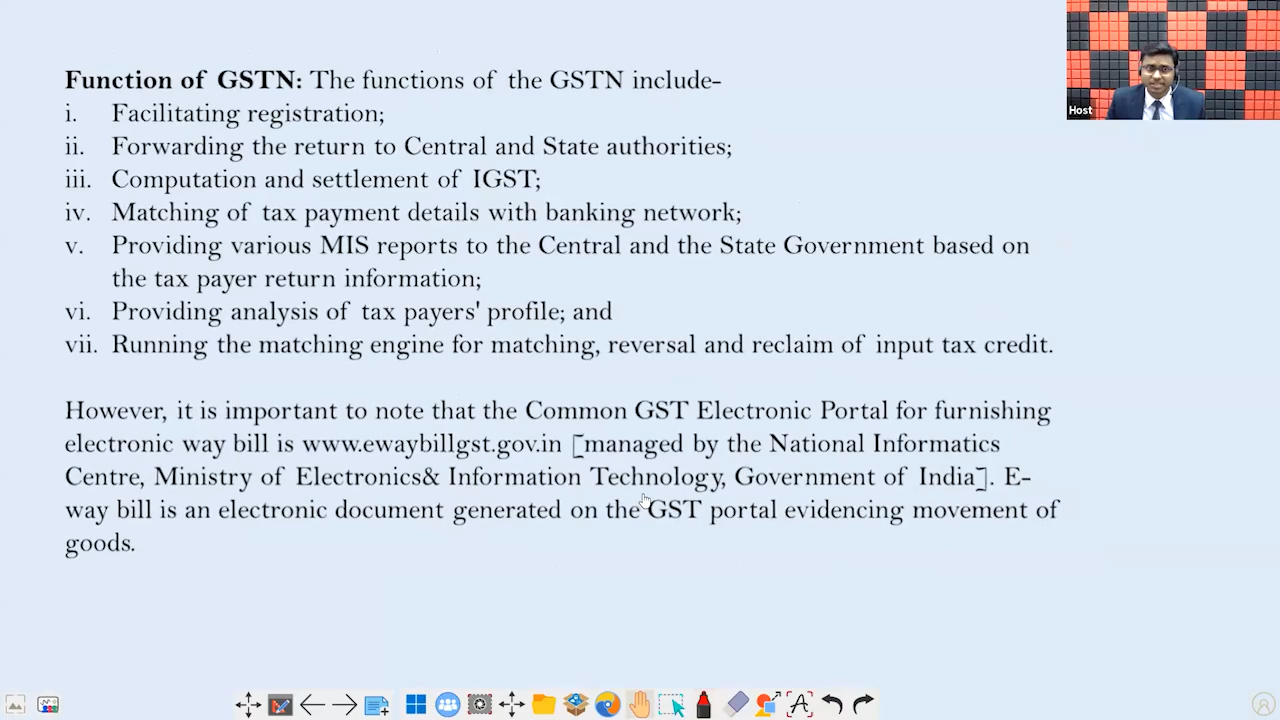 Function of GSTN: The functions of the GSTN include-
i. Facilitating registration;
ii. Forwarding the return to Central and State authorities;
iii. Computation and settlement of IGST;
iv. Matching of tax payment details with banking network;
v. Providing various MIS reports to the Central and the State Government based on
the tax payer return information;
vi. Providing analysis of tax payers' profile; and
vii. Running the matching engine for matching, reversal and reclaim of input tax credit.
However, it is important to note that the Common GST Electronic Portal for furnishing
electronic way bill is www.ewaybillgst.gov.in [managed by the National Informatics
Centre, Ministry of Electronics& Information Technology, Government of India]. E-
way bill is an electronic document generated on the GST portal evidencing movement of
goods.
Host